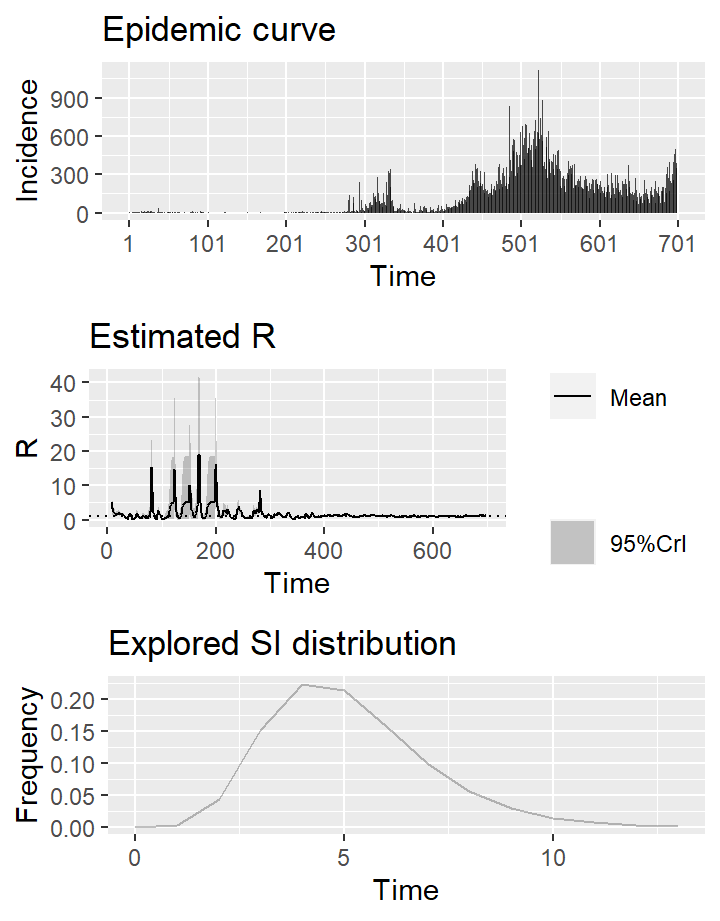 Epidemic curve
Incidence
900
600
300
0
1 101 201 301 401 501 601 701
Time
Estimated R
R
40
30
20
10
0
0 200 400 600
Time
Mean
95%CrI
Explored SI distribution
Frequency
0.20
0.15
0.10
0.05
0.00
0 5 10
Time